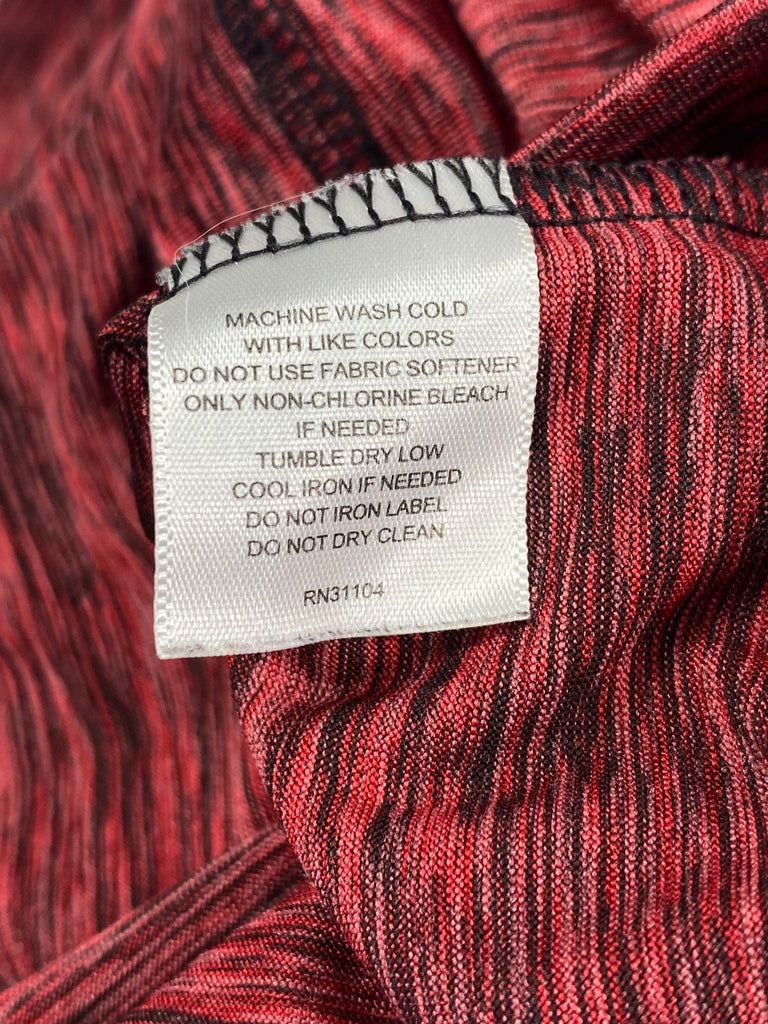 MACHINE WASH COLD
WITH LIKE COLORS
DO NOT USE FABRIC SOFTENER
ONLY NON-CHLORINE BLEACH
IF NEEDED
TUMBLE DRY LOW
COOL IRON IF NEEDED
DO NOT IRON LABEL
DO NOT DRY CLEAN
RN31104